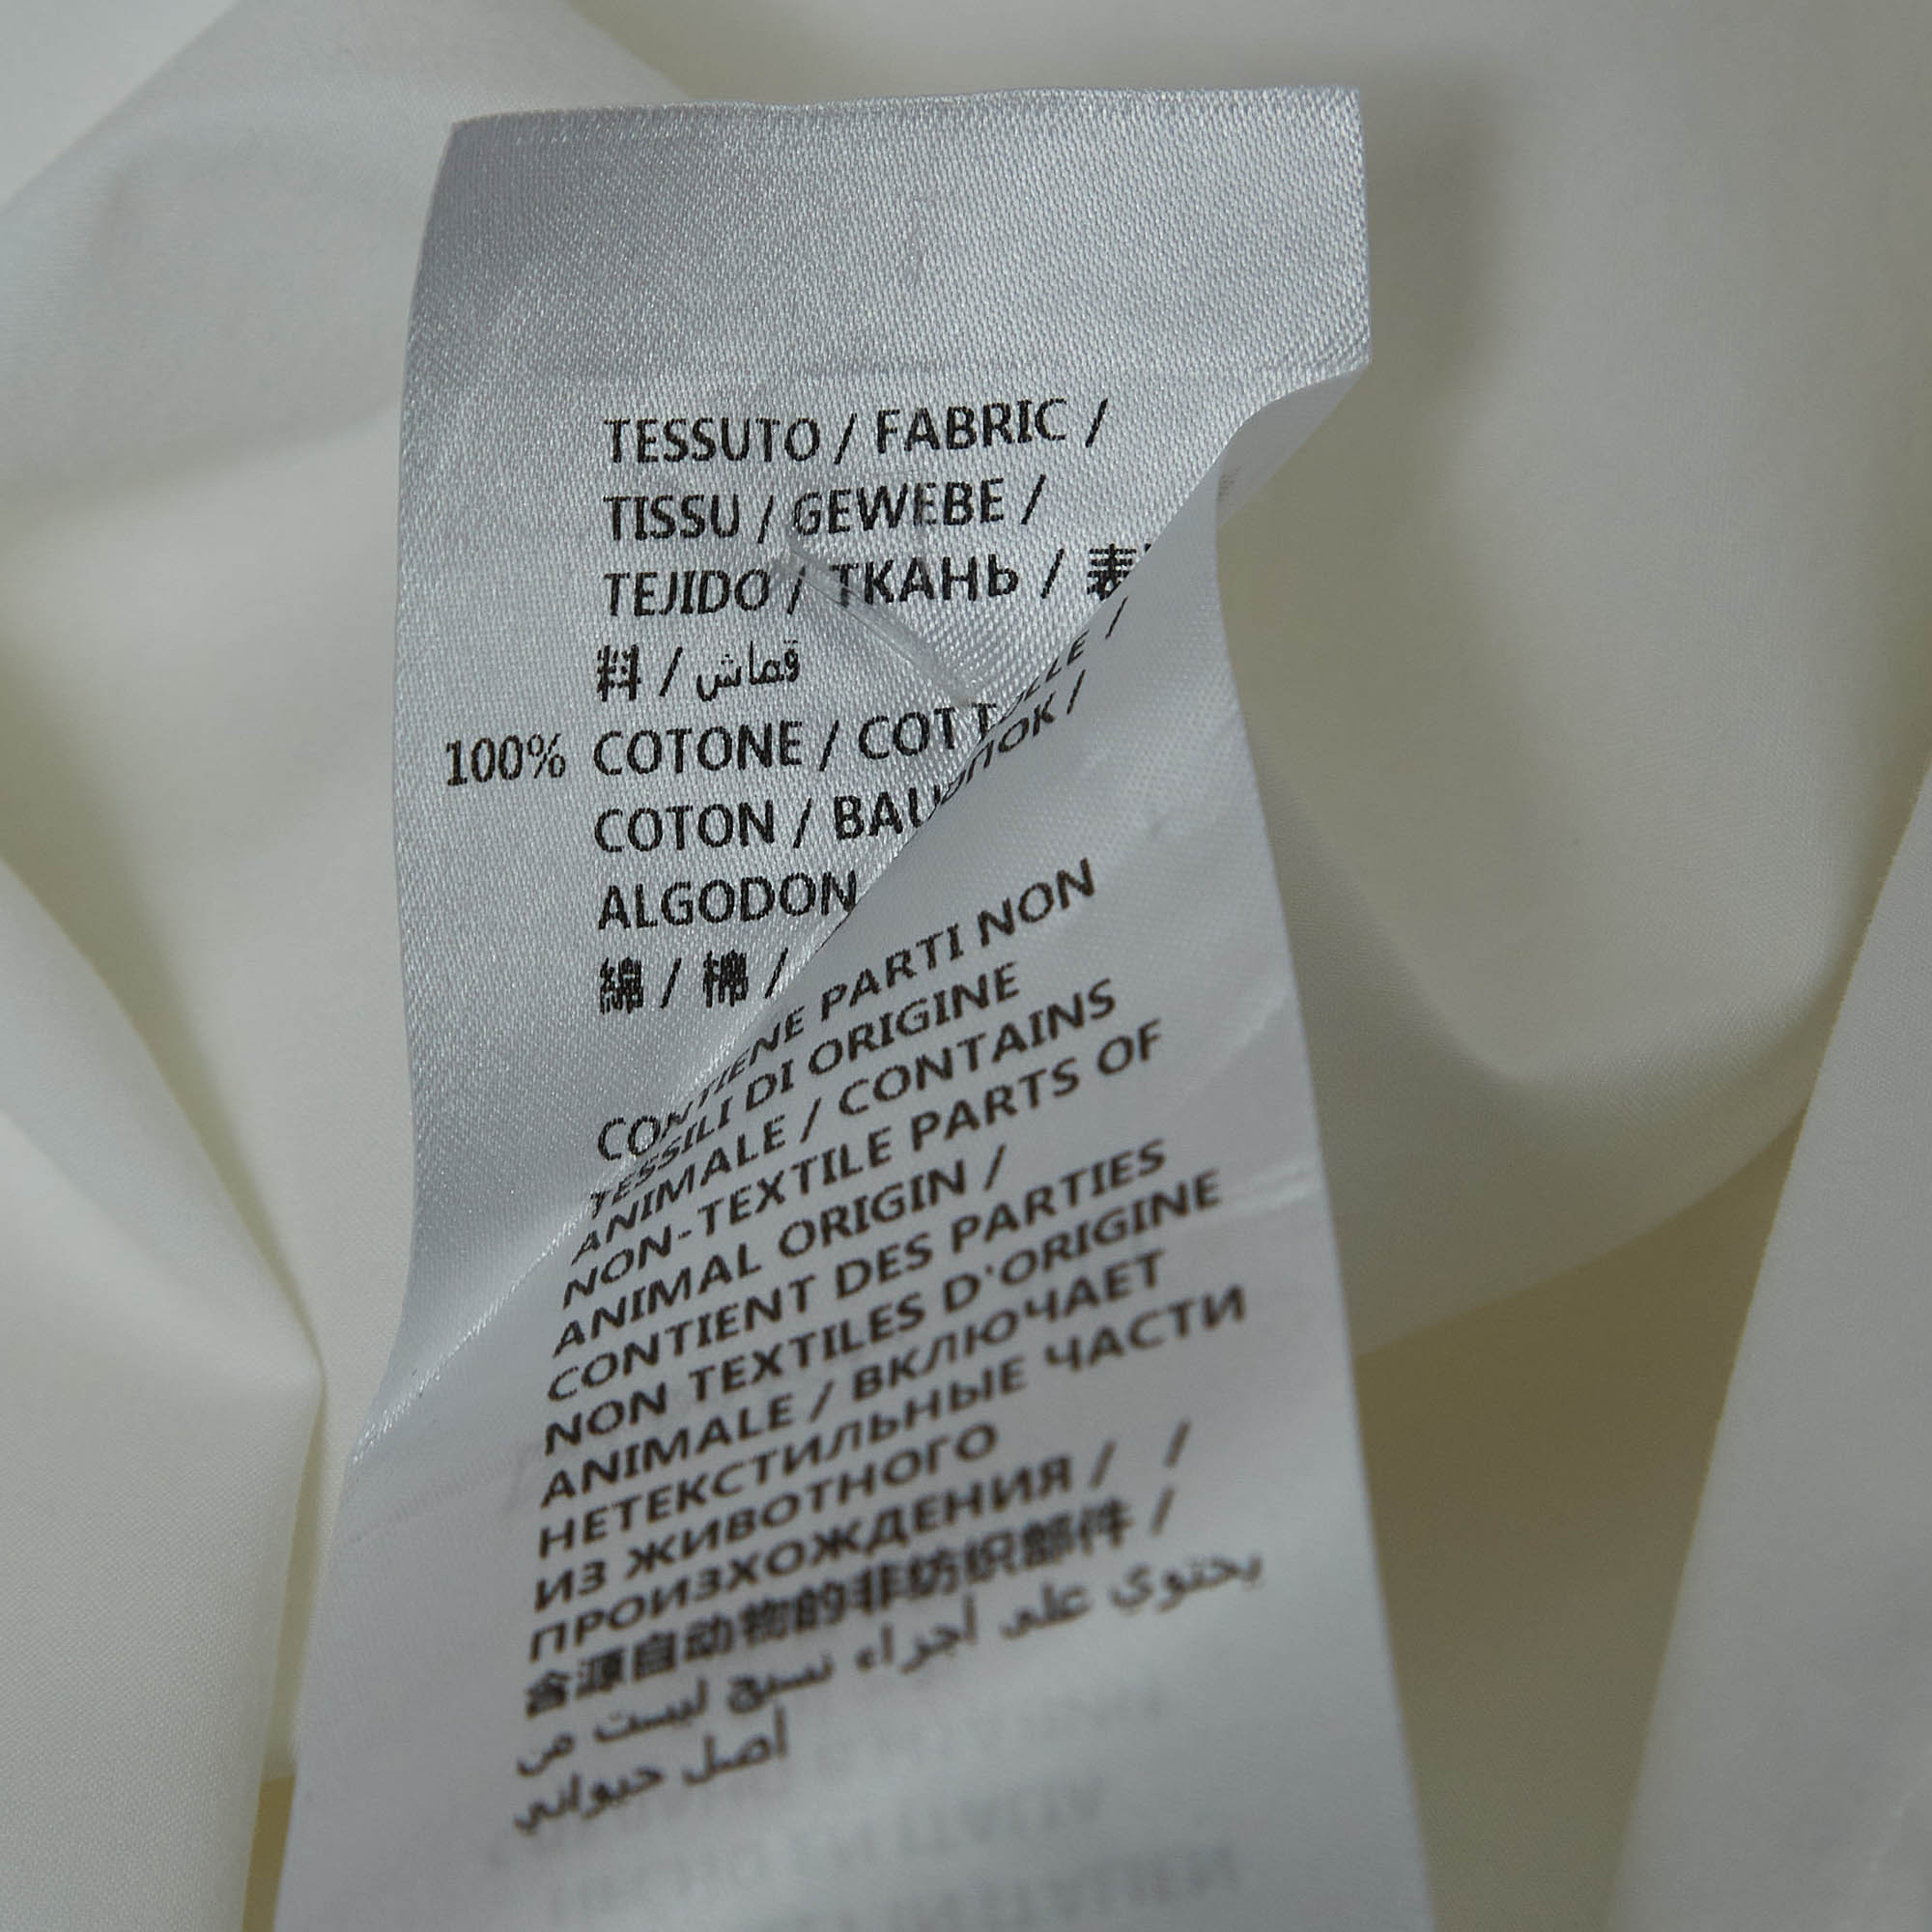 TESSUTO / FABRIC /
TISSU / GEWEBE /
TEJIDO / ТКАНЬ / 表
料 / قماش
100% COTONE / COTT
COTON / BAU
ALGODON
綿 / 棉 /
PARTI NON
TESSILI DI ORIGINE
ANIMALE / CONTAINS
NON-TEXTILE PARTS OF
ANIMAL ORIGIN /
CONTIENT DES PARTIES
NON TEXTILES D'ORIGINE
ANIMALE / ВКЛЮЧАЕТ
НЕТЕКСТИЛЬНЫЕ ЧАСТИ
ИЗ ЖИВОТНОГО
ПРОИЗХОЖДЕНИЯ / /
含源自动物的非纺织部件 /
يحتوي على أجزاء نسيج ليست من
أصل حيواني